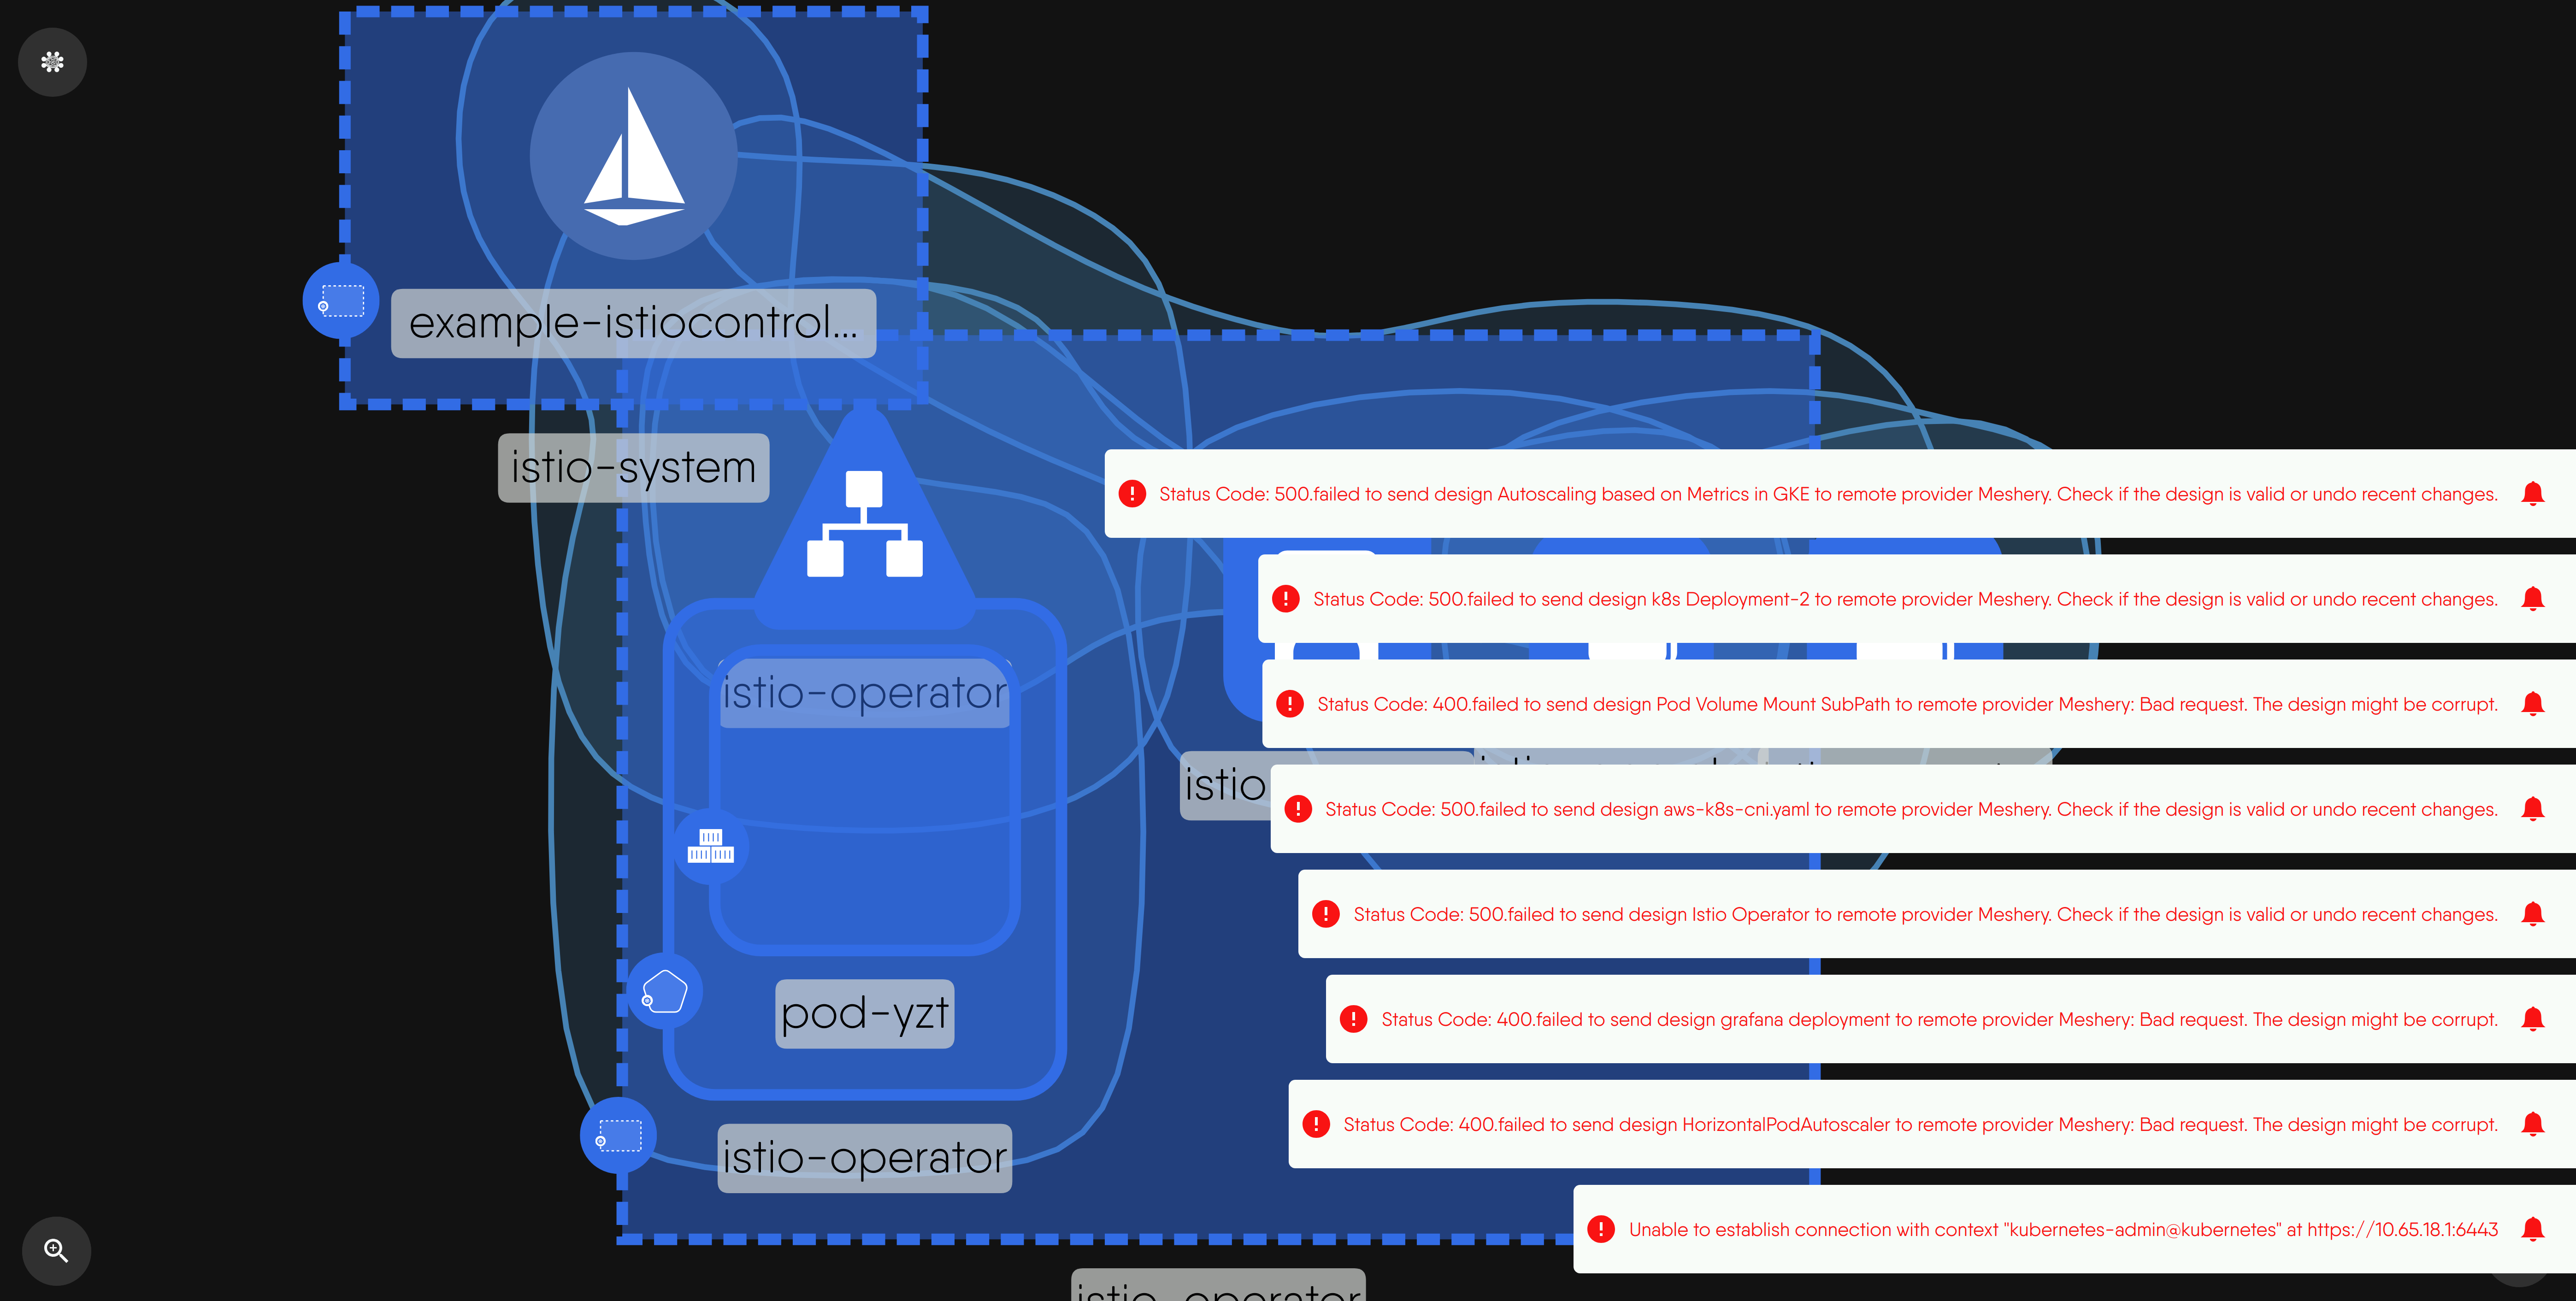 example-istiocontrol...
istio-system
Status Code: 500.failed to send design Autoscaling based on Metrics in GKE to remote provider Meshery. Check if the design is valid or undo recent changes.
Status Code: 500.failed to send design k8s Deployment-2 to remote provider Meshery. Check if the design is valid or undo recent changes.
istio-operator
Status Code: 400.failed to send design Pod Volume Mount SubPath to remote provider Meshery: Bad request. The design might be corrupt.
istio
Status Code: 500.failed to send design aws-k8s-cni.yaml to remote provider Meshery. Check if the design is valid or undo recent changes.
Status Code: 500.failed to send design Istio Operator to remote provider Meshery. Check if the design is valid or undo recent changes.
pod-yzt
Status Code: 400.failed to send design grafana deployment to remote provider Meshery: Bad request. The design might be corrupt.
Status Code: 400.failed to send design HorizontalPodAutoscaler to remote provider Meshery: Bad request. The design might be corrupt.
istio-operator
Unable to establish connection with context "kubernetes-admin@kubernetes" at https://10.65.18.1:6443
istio-operator